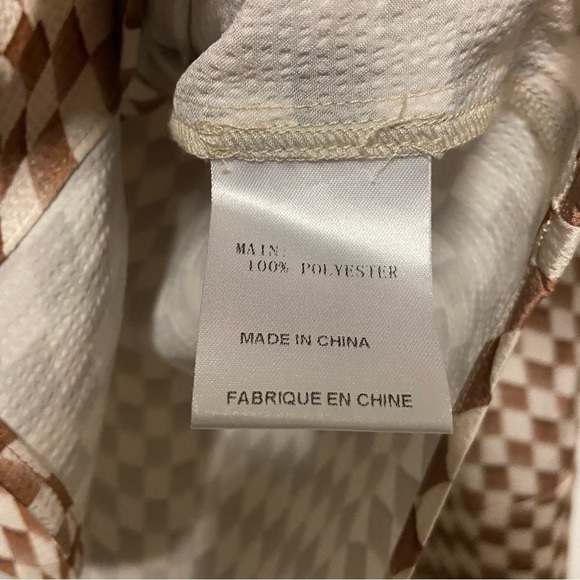 MAIN:
100% POLYESTER
MADE IN CHINA
FABRIQUE EN CHINE